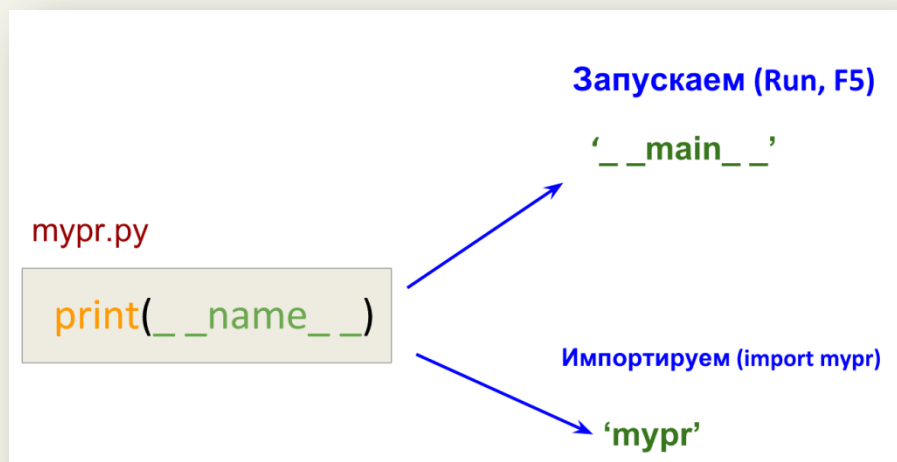 Запускаем (Run, F5)
‘_ _main_ _’
mypr.py
print(_ _name_ _)
Импортируем (import mypr)
‘mypr’